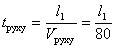 t_руху = l₁ / V_руху = l₁ / 80